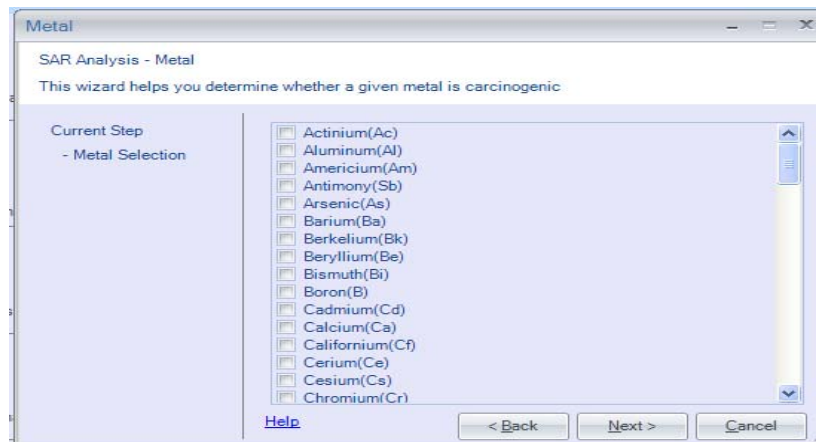 Metal
SAR Analysis - Metal
This wizard helps you determine whether a given metal is carcinogenic
Current Step
- Metal Selection
Actinium(Ac)
Aluminum(Al)
Americium(Am)
Antimony(Sb)
Arsenic(As)
Barium(Ba)
Berkelium(Bk)
Beryllium(Be)
Bismuth(Bi)
Boron(B)
Cadmium(Cd)
Calcium(Ca)
Californium(Cf)
Cerium(Ce)
Cesium(Cs)
Chromium(Cr)
Help
< Back
Next >
Cancel